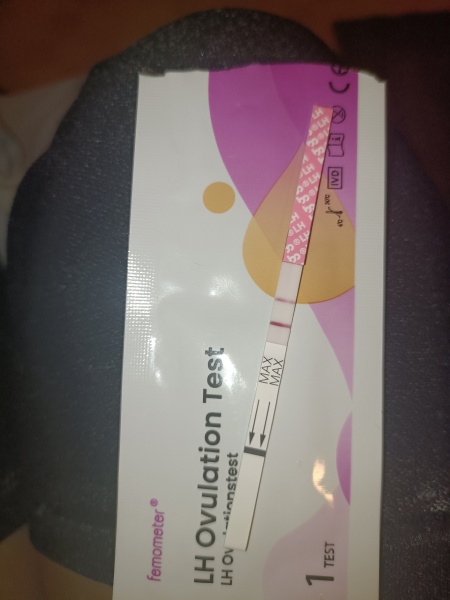 femometer®
LH Ovulation Test
1 TEST
IVD
MAX
MAX